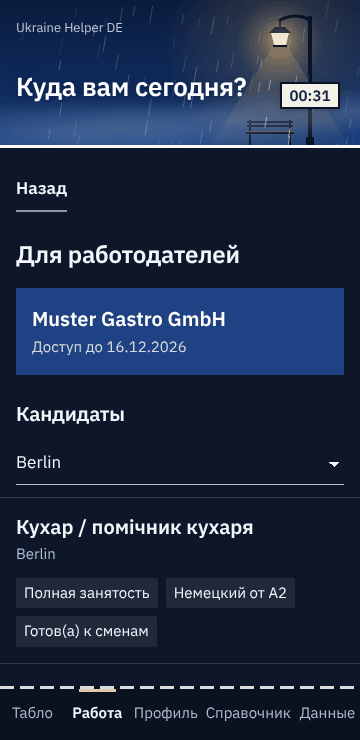 Ukraine Helper DE
Куда вам сегодня?
00:31
Назад
Для работодателей
Muster Gastro GmbH
Доступ до 16.12.2026
Кандидаты
Berlin
Кухар / помічник кухаря
Berlin
Полная занятость
Немецкий от A2
Готов(а) к сменам
Табло
Работа
Профиль
Справочник
Данные